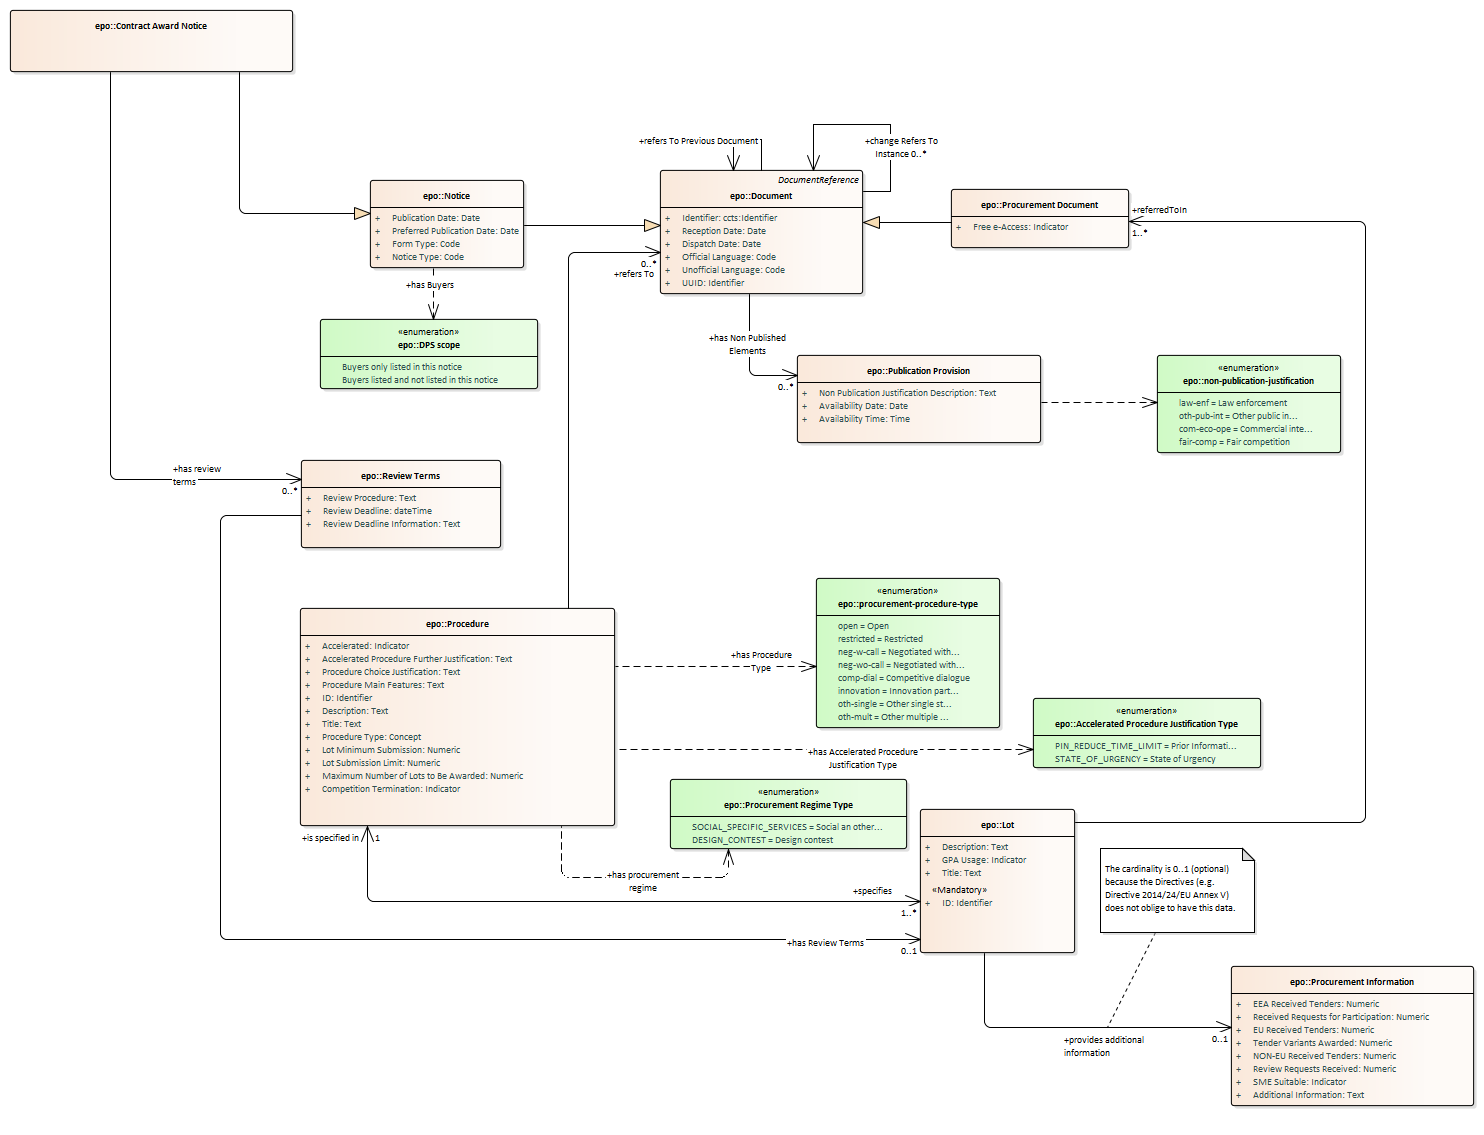 epo::Contract Award Notice
+refers To Previous Document
+change Refers To
Instance 0..*
epo::Notice
+ Publication Date: Date
+ Preferred Publication Date: Date
+ Form Type: Code
+ Notice Type: Code
DocumentReference
epo::Document
+ Identifier: ccts:Identifier
+ Reception Date: Date
+ Dispatch Date: Date
+ Official Language: Code
+ Unofficial Language: Code
+ UUID: Identifier
epo::Procurement Document
+ Free e-Access: Indicator
+referredToIn
1..*
0..*
+refers To
+has Buyers
«enumeration»
epo::DPS scope
Buyers only listed in this notice
Buyers listed and not listed in this notice
+has Non Published
Elements
0..*
epo::Publication Provision
+ Non Publication Justification Description: Text
+ Availability Date: Date
+ Availability Time: Time
«enumeration»
epo::non-publication-justification
law-enf = Law enforcement
oth-pub-int = Other public in...
com-eco-ope = Commercial inte...
fair-comp = Fair competition
+has review
terms
0..*
epo::Review Terms
+ Review Procedure: Text
+ Review Deadline: dateTime
+ Review Deadline Information: Text
epo::Procedure
+ Accelerated: Indicator
+ Accelerated Procedure Further Justification: Text
+ Procedure Choice Justification: Text
+ Procedure Main Features: Text
+ ID: Identifier
+ Description: Text
+ Title: Text
+ Procedure Type: Concept
+ Lot Minimum Submission: Numeric
+ Lot Submission Limit: Numeric
+ Maximum Number of Lots to Be Awarded: Numeric
+ Competition Termination: Indicator
+has Procedure
Type
«enumeration»
epo::procurement-procedure-type
open = Open
restricted = Restricted
neg-w-call = Negotiated with...
neg-wo-call = Negotiated with...
comp-dial = Competitive dialogue
innovation = Innovation part...
oth-single = Other single st...
oth-mult = Other multiple ...
+has Accelerated Procedure
Justification Type
«enumeration»
epo::Accelerated Procedure Justification Type
PIN_REDUCE_TIME_LIMIT = Prior Informati...
STATE_OF_URGENCY = State of Urgency
«enumeration»
epo::Procurement Regime Type
SOCIAL_SPECIFIC_SERVICES = Social an other...
DESIGN_CONTEST = Design contest
+is specified in
1
+has procurement
regime
+specifies
1..*
+has Review Terms
0..1
epo::Lot
+ Description: Text
+ GPA Usage: Indicator
+ Title: Text
«Mandatory»
+ ID: Identifier
The cardinality is 0..1 (optional)
because the Directives (e.g.
Directive 2014/24/EU Annex V)
does not oblige to have this data.
+provides additional
information
0..1
epo::Procurement Information
+ EEA Received Tenders: Numeric
+ Received Requests for Participation: Numeric
+ EU Received Tenders: Numeric
+ Tender Variants Awarded: Numeric
+ NON-EU Received Tenders: Numeric
+ Review Requests Received: Numeric
+ SME Suitable: Indicator
+ Additional Information: Text